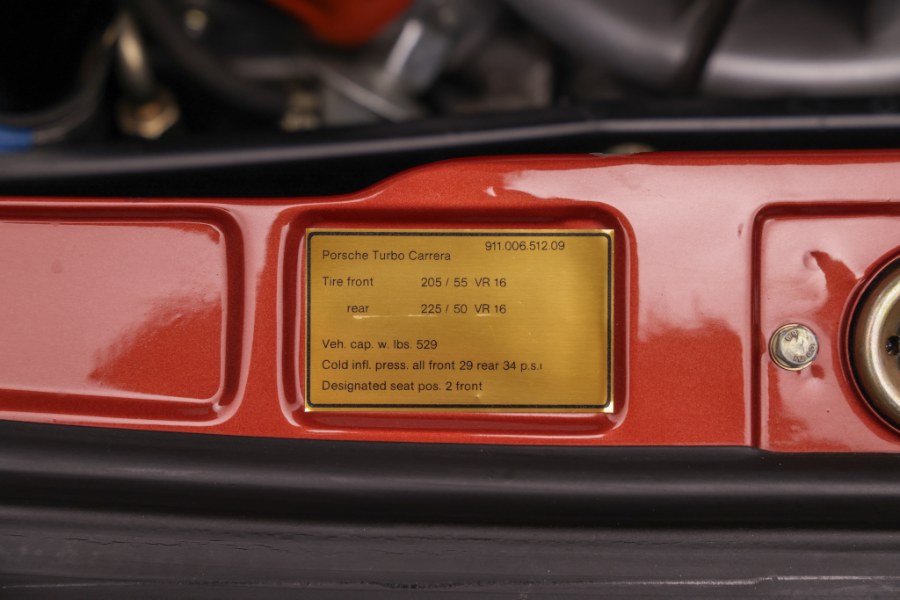 911.006.512.09
Porsche Turbo Carrera
Tire front 205 / 55 VR 16
rear 225 / 50 VR 16
Veh. cap. w. lbs. 529
Cold infl. press. all front 29 rear 34 p.s.i
Designated seat pos. 2 front